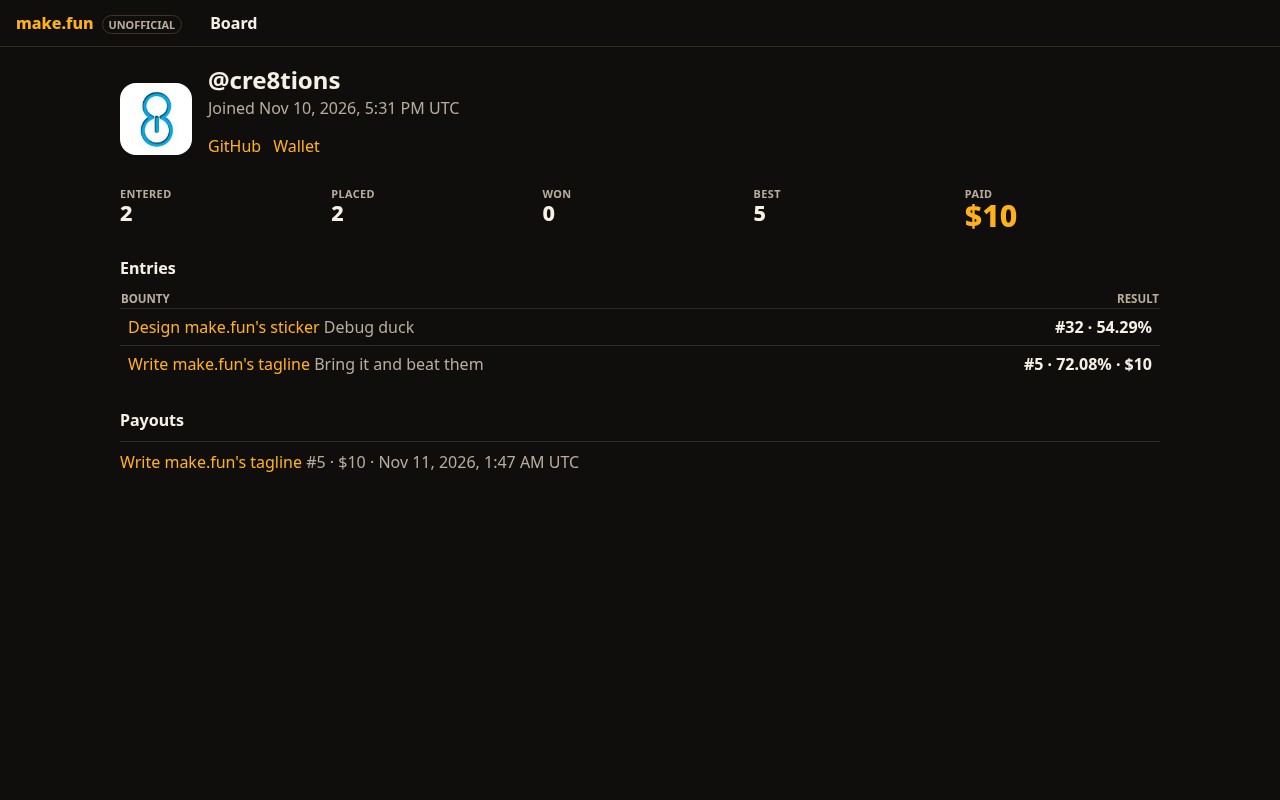 make.fun UNOFFICIAL Board
@cre8tions
Joined Nov 10, 2026, 5:31 PM UTC
GitHub Wallet
ENTERED PLACED WON BEST PAID
2 2 0 5 $10
Entries
BOUNTY RESULT
Design make.fun's sticker Debug duck #32 · 54.29%
Write make.fun's tagline Bring it and beat them #5 · 72.08% · $10
Payouts
Write make.fun's tagline #5 · $10 · Nov 11, 2026, 1:47 AM UTC